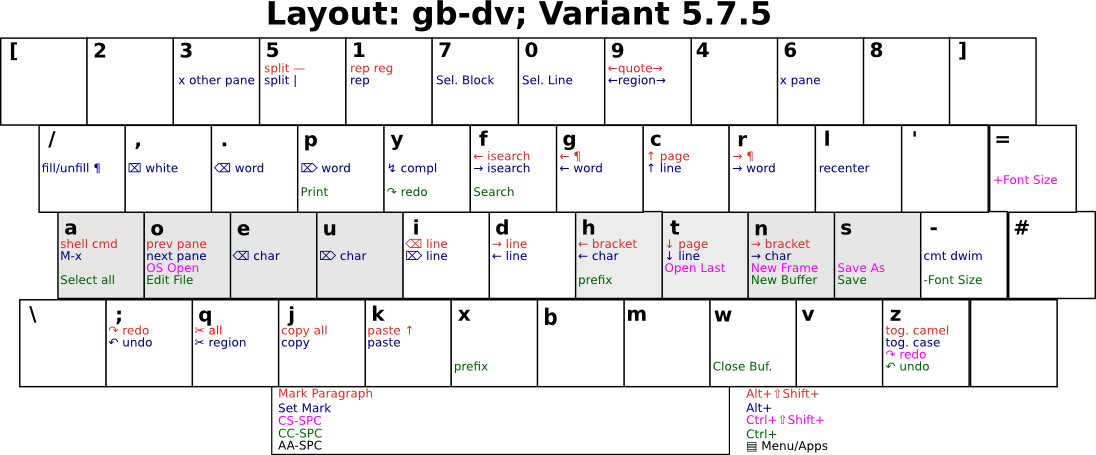 Layout: gb-dv; Variant 5.7.5
[ 2 3 5 1 7 0 9 4 6 8 ]
split — rep reg ←quote→
x other pane split | rep Sel. Block Sel. Line ←region→ x pane
/ , . p y f g c r l ' =
← isearch ← ¶ ↑ page → ¶
fill/unfill ¶ ⌧ white ⌫ word ⌦ word ↯ compl → isearch ← word ↑ line → word recenter
+Font Size
Print ↷ redo Search
a o e u i d h t n s - #
shell cmd prev pane ⌫ line → line ← bracket ↓ page → bracket
M-x next pane ⌫ char ⌦ char ⌦ line ← line ← char ↓ line → char cmt dwim
OS Open Open Last New Frame Save As
Select all Edit File prefix New Buffer Save -Font Size
\ ; q j k x b m w v z
↷ redo ✂ all copy all paste ↑ tog. camel
↶ undo ✂ region copy paste tog. case
↷ redo
prefix Close Buf. ↶ undo
Mark Paragraph Alt+⇧Shift+
Set Mark Alt+
CS-SPC Ctrl+⇧Shift+
CC-SPC Ctrl+
AA-SPC ▤ Menu/Apps